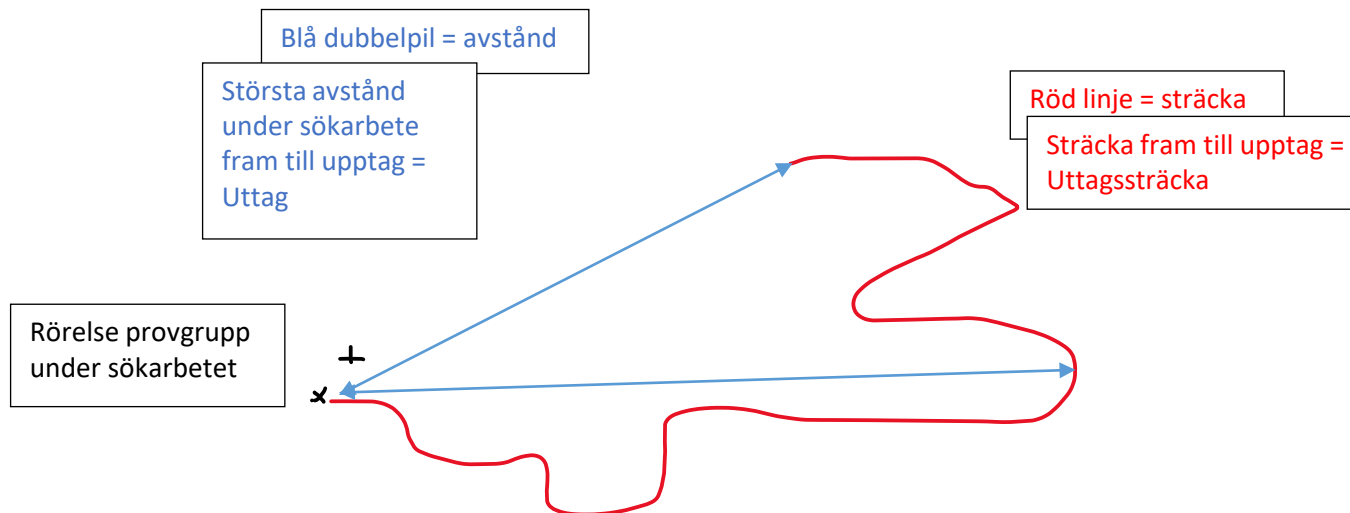 Blå dubbelpil = avstånd
Största avstånd
under sökarbete
fram till upptag =
Uttag
Röd linje = sträcka
Sträcka fram till upptag =
Uttagssträcka
Rörelse provgrupp
under sökarbetet